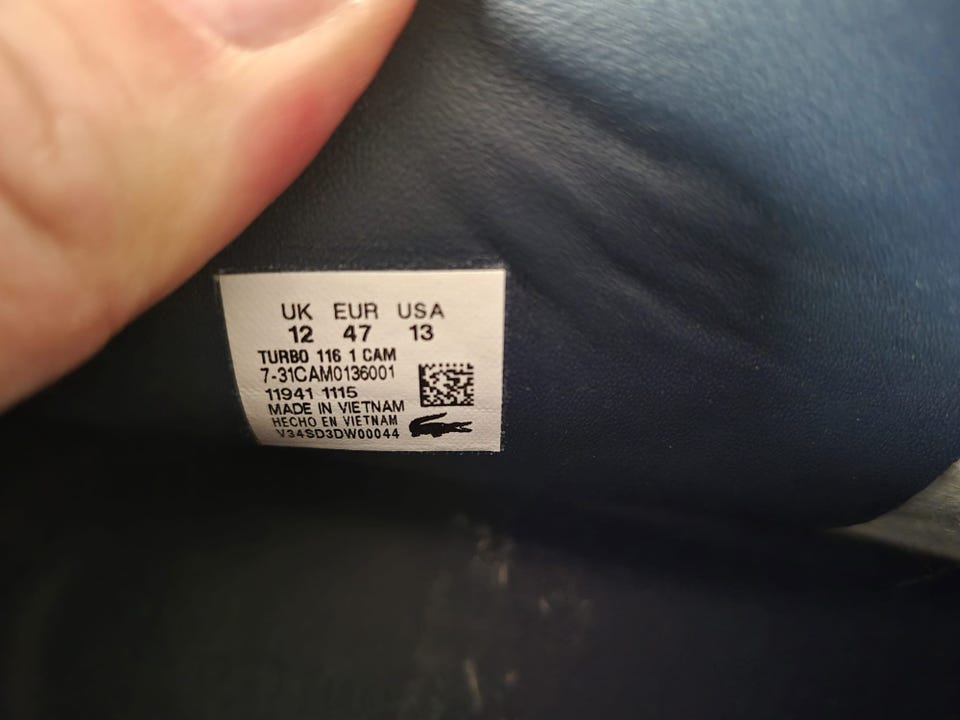 UK EUR USA
12 47 13
TURBO 116 1 CAM
7-31CAM0136001
11941 1115
MADE IN VIETNAM
HECHO EN VIETNAM
V34SD3DW00044